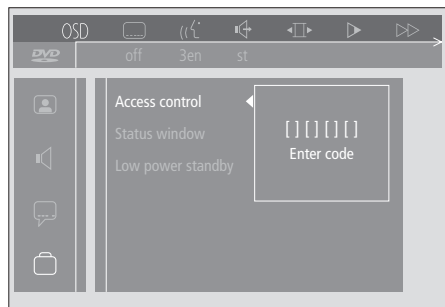 OSD
DVD off 3en st
Access control
Status window
Low power standby
[ ] [ ] [ ] [ ]
Enter code